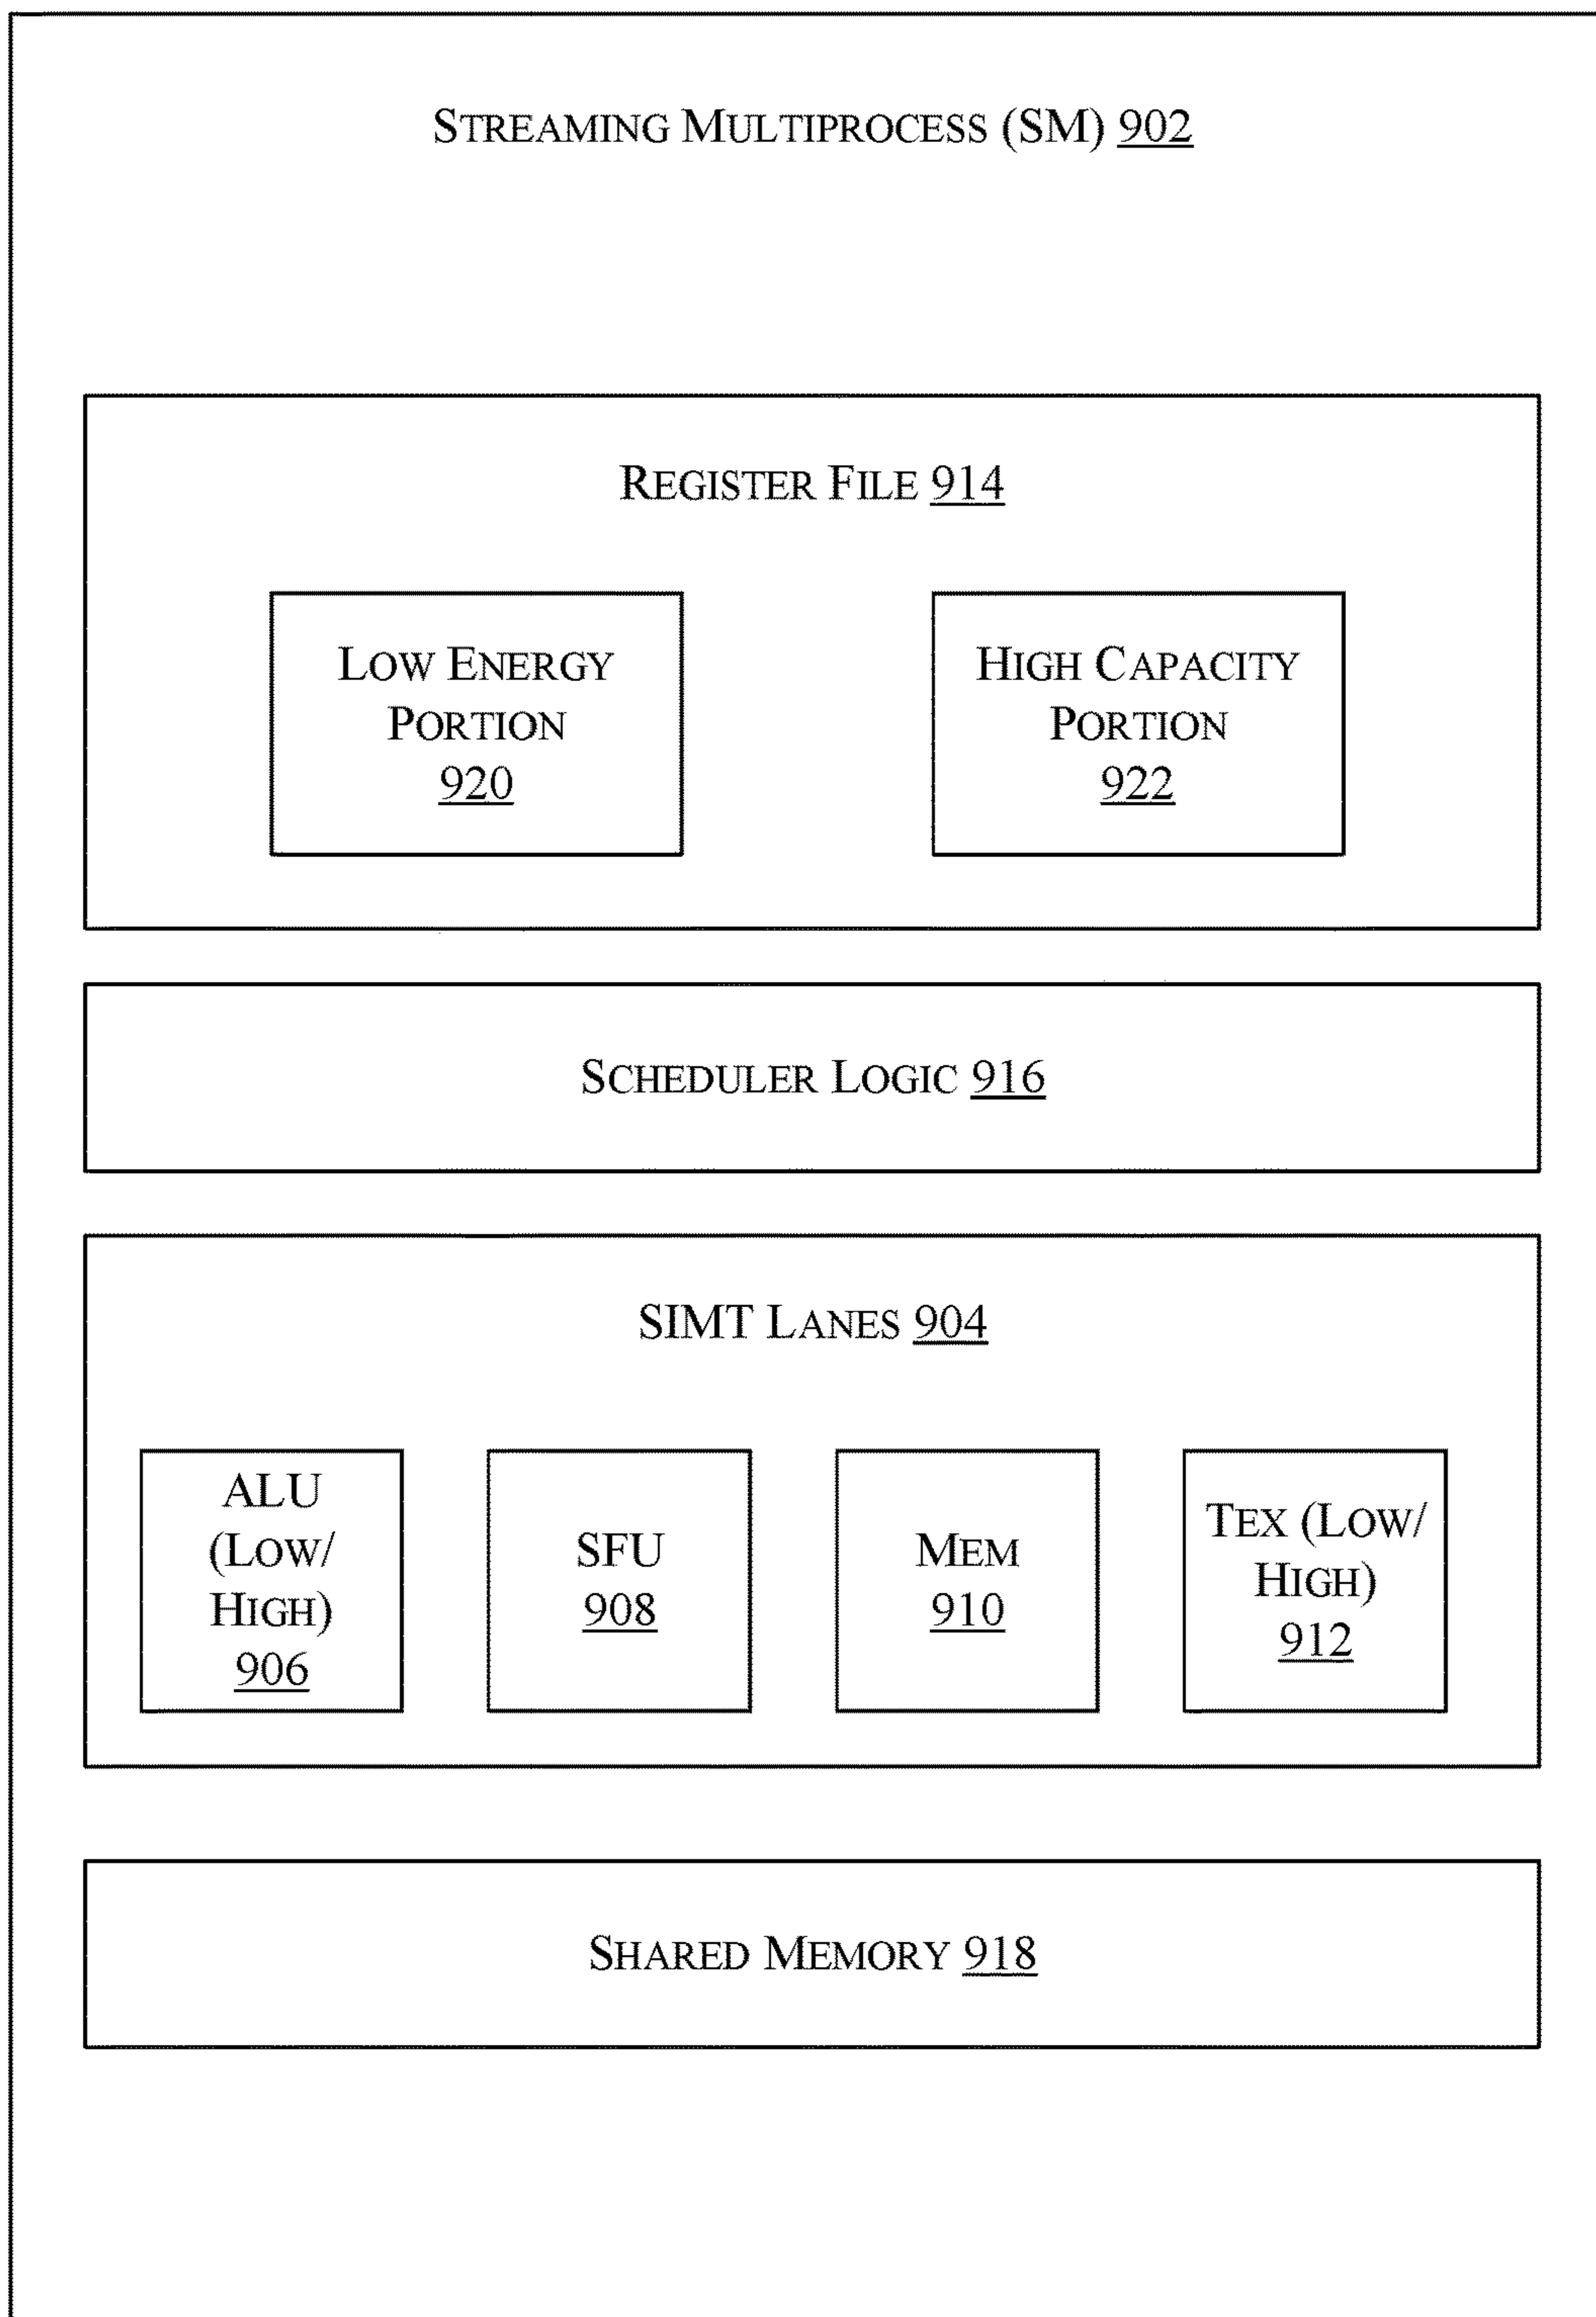 STREAMING MULTIPROCESS (SM) 902
REGISTER FILE 914
LOW ENERGY
PORTION
920
HIGH CAPACITY
PORTION
922
SCHEDULER LOGIC 916
SIMT LANES 904
ALU
(LOW/
HIGH)
906
SFU
908
MEM
910
TEX (LOW/
HIGH)
912
SHARED MEMORY 918